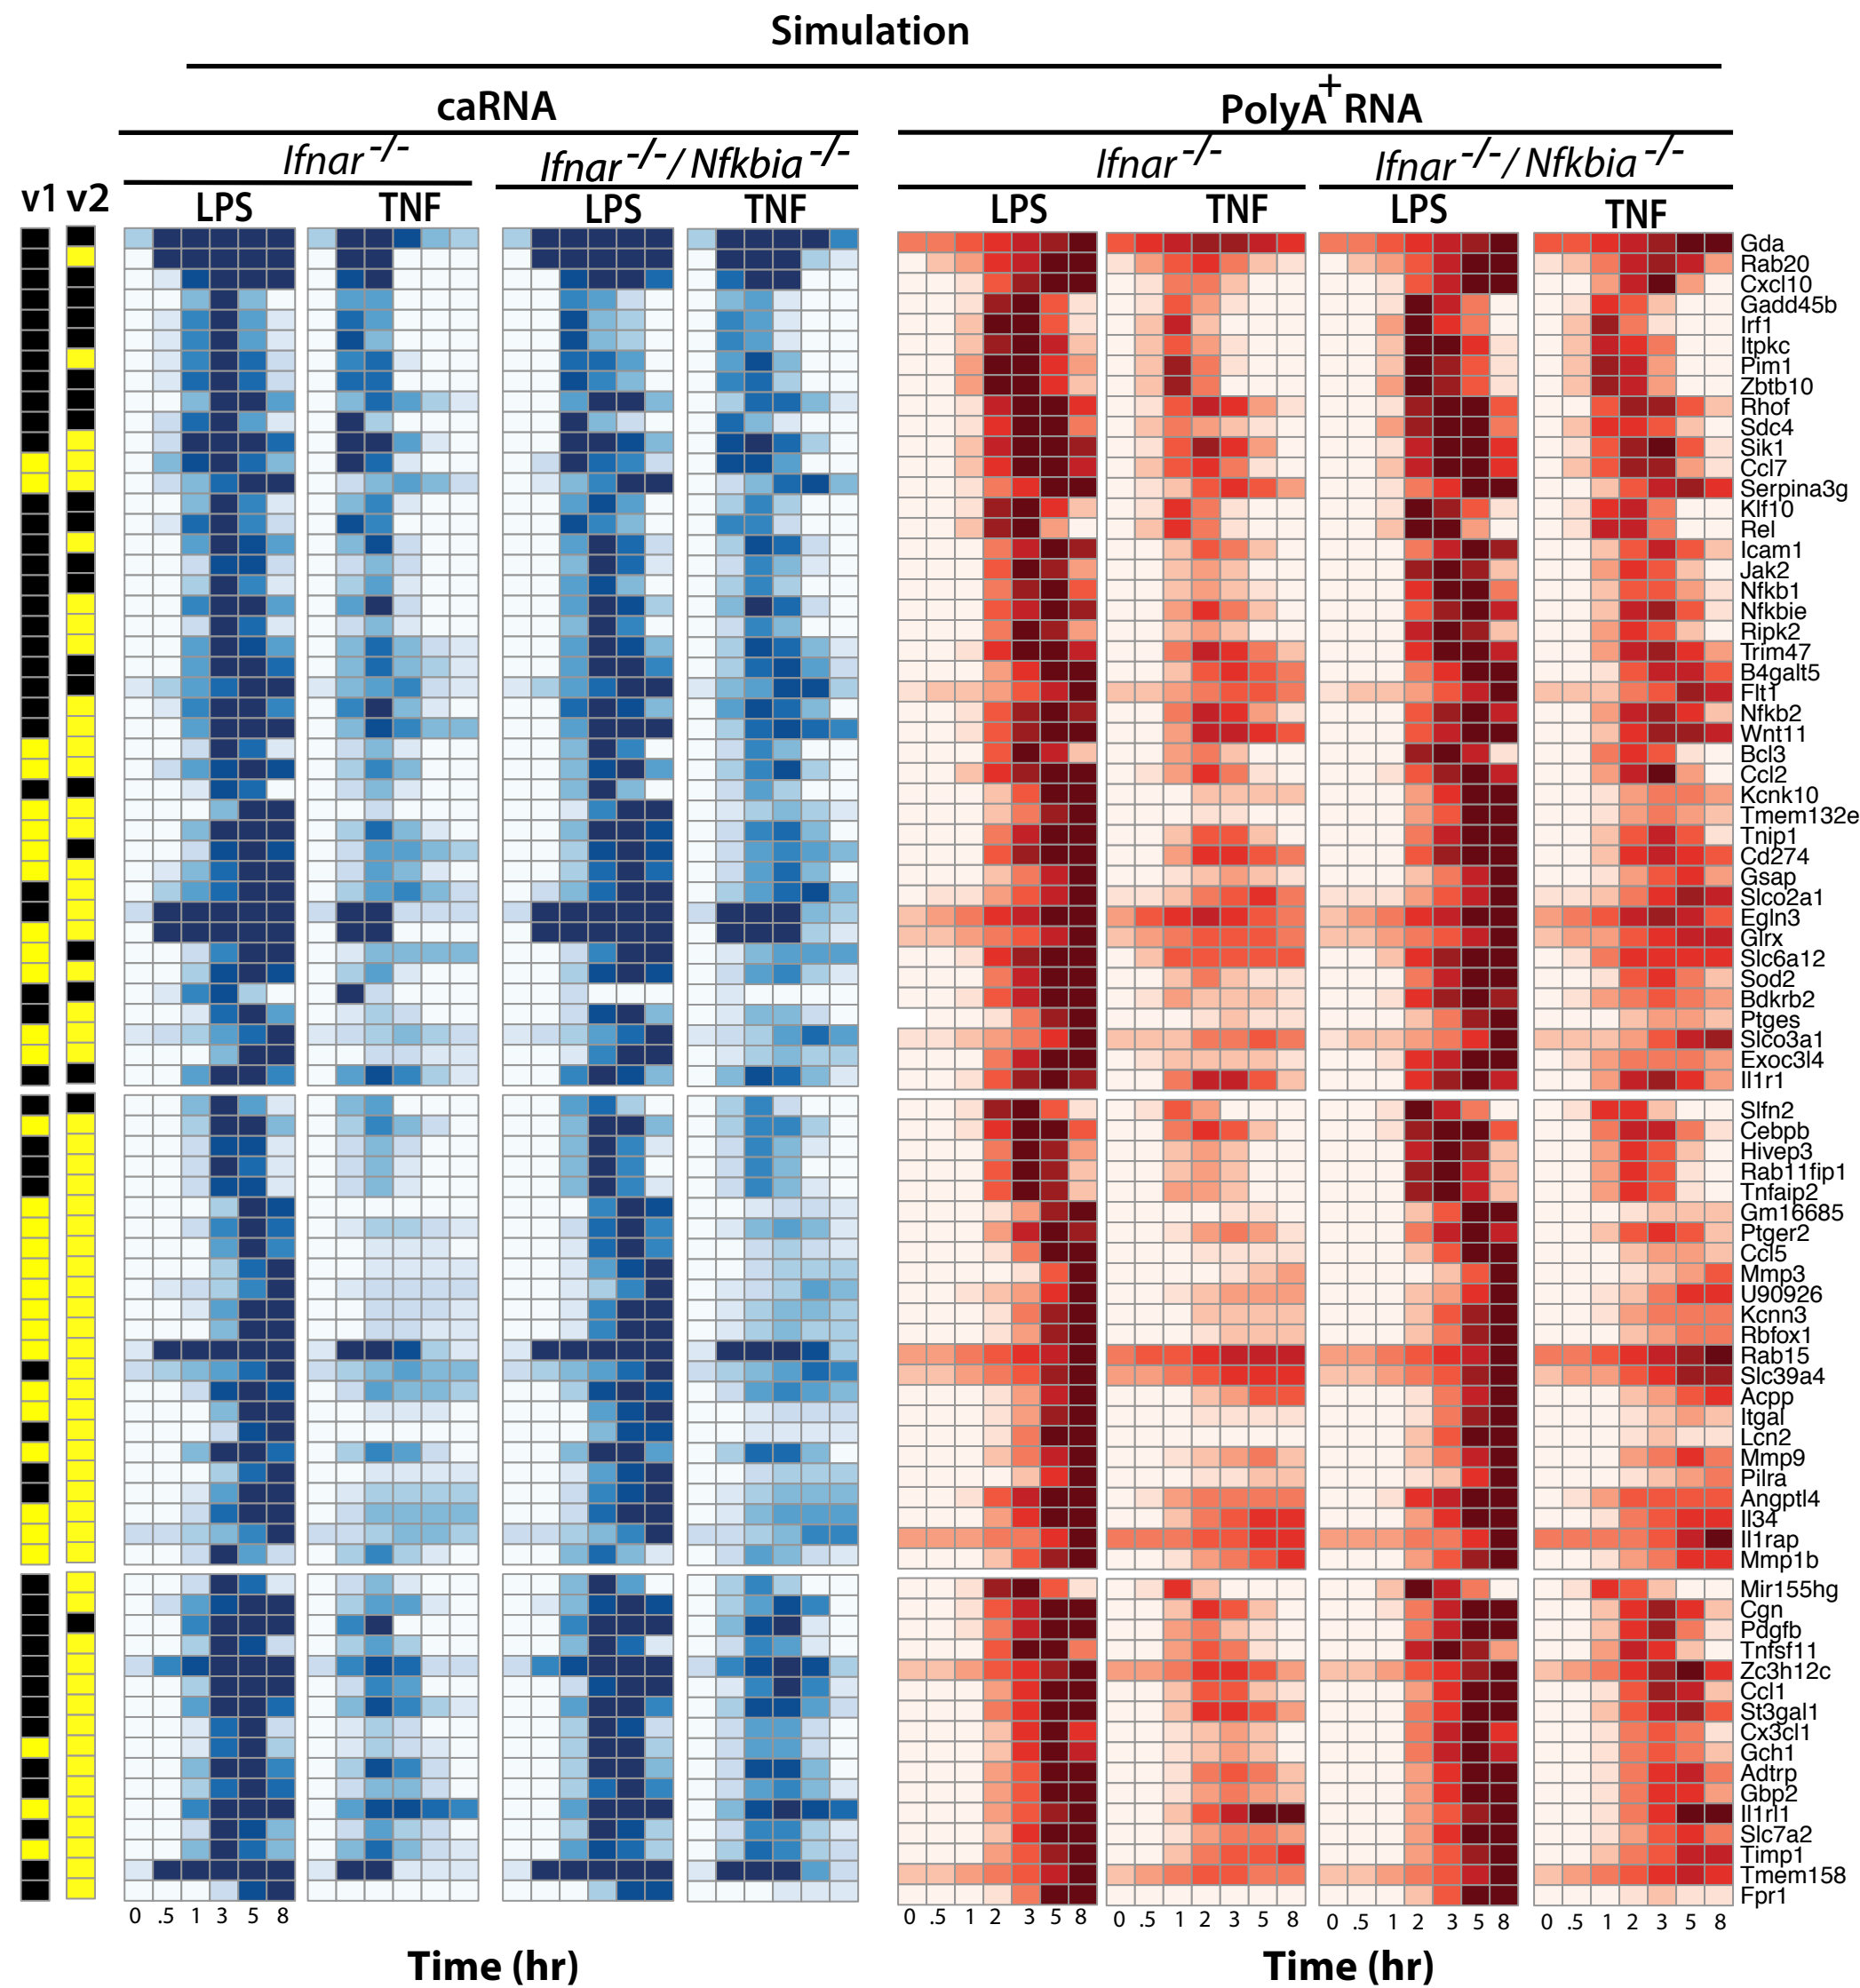 Simulation
caRNA
PolyA+ RNA
Ifnar -/-
Ifnar -/-/ Nfkbia -/-
Ifnar -/-
Ifnar -/-/ Nfkbia -/-
v1 v2
LPS TNF LPS TNF LPS TNF LPS TNF
Gda
Rab20
Cxcl10
Gadd45b
Irf1
Itpkc
Pim1
Zbtb10
Rhof
Sdc4
Sik1
Ccl7
Serpina3g
Klf10
Rel
Icam1
Jak2
Nfkb1
Nfkbie
Ripk2
Trim47
B4galt5
Flt1
Nfkb2
Wnt11
Bcl3
Ccl2
Kcnk10
Tmem132e
Tnip1
Cd274
Gsap
Slco2a1
Egln3
Glrx
Slc6a12
Sod2
Bdkrb2
Ptges
Slco3a1
Exoc3l4
Il1r1
Slfn2
Cebpb
Hivep3
Rab11fip1
Tnfaip2
Gm16685
Ptger2
Ccl5
Mmp3
U90926
Kcnn3
Rbfox1
Rab15
Slc39a4
Acpp
Itgal
Lcn2
Mmp9
Pilra
Angptl4
Il34
Il1rap
Mmp1b
Mir155hg
Cgn
Pdgfb
Tnfsf11
Zc3h12c
Ccl1
St3gal1
Cx3cl1
Gch1
Adtrp
Gbp2
Il1rl1
Slc7a2
Timp1
Tmem158
Fpr1
0 .5 1 3 5 8 0 .5 1 2 3 5 8 0 .5 1 2 3 5 8 0 .5 1 2 3 5 8 0 .5 1 2 3 5 8
Time (hr) Time (hr)